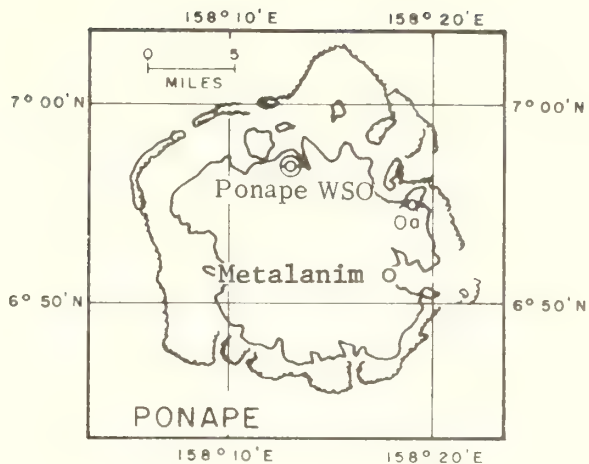 158° 10' E 158° 20' E
0 5
MILES
7° 00' N 7° 00' N
Ponape WSO
Oa
Metalanim
6° 50' N 6° 50' N
PONAPE
158° 10' E 158° 20' E